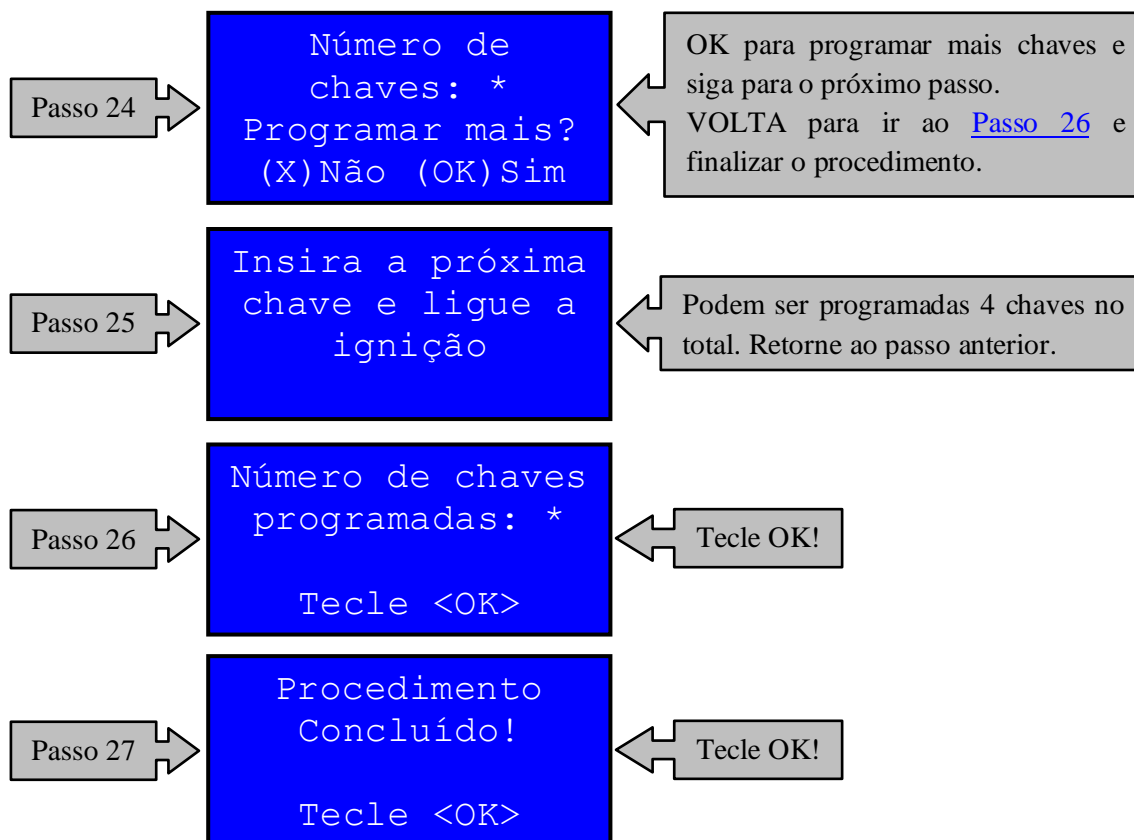 Passo 24
Número de
chaves: *
Programar mais?
(X)Não (OK)Sim
OK para programar mais chaves e
siga para o próximo passo.
VOLTA para ir ao Passo 26 e
finalizar o procedimento.
Passo 25
Insira a próxima
chave e ligue a
ignição
Podem ser programadas 4 chaves no
total. Retorne ao passo anterior.
Passo 26
Número de chaves
programadas: *
Tecle <OK>
Tecle OK!
Passo 27
Procedimento
Concluído!
Tecle <OK>
Tecle OK!